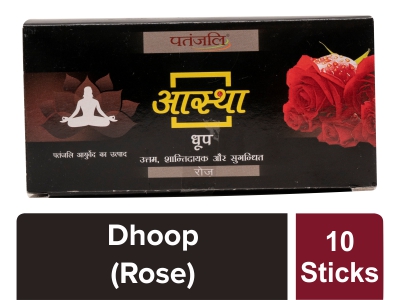 पतंजलि
आस्था
धूप
पतंजलि आयुर्वेद का उत्पाद
उत्तम, शान्तिदायक और सुगन्धित
रोज़
Dhoop
(Rose)
10
Sticks